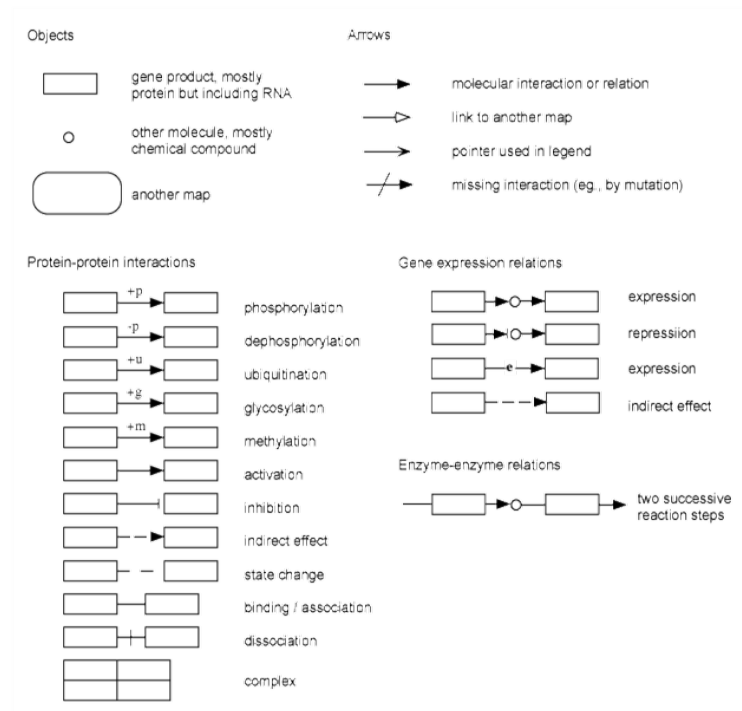 Objects
gene product, mostly
protein but including RNA
other molecule, mostly
chemical compound
another map
Arrows
molecular interaction or relation
link to another map
pointer used in legend
missing interaction (eg., by mutation)
Protein-protein interactions
+p
phosphorylation
-p
dephosphorylation
+u
ubiquitination
+g
glycosylation
+m
methylation
activation
inhibition
indirect effect
state change
binding / association
dissociation
complex
Gene expression relations
expression
repressiion
e
expression
indirect effect
Enzyme-enzyme relations
two successive
reaction steps